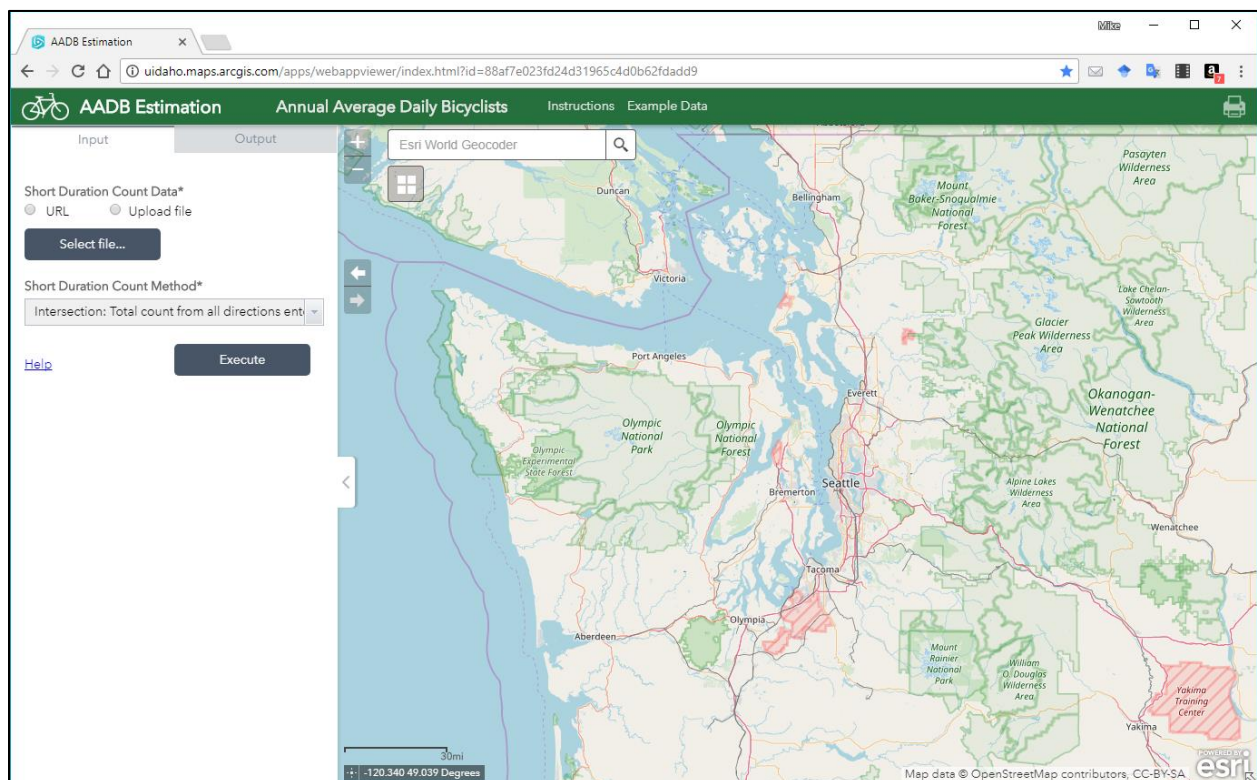 Mike
AADB Estimation
uidaho.maps.arcgis.com/apps/webappviewer/index.html?id=88af7e023fd24d31965c4d0b62fdadd9
7
AADB Estimation Annual Average Daily Bicyclists Instructions Example Data
Input Output
Esri World Geocoder
Short Duration Count Data*
URL Upload file
Select file...
Short Duration Count Method*
Intersection: Total count from all directions ent
Help Execute
Duncan
Bellingham
Mount
Baker-Snoqualmie
National
Forest
Pasayten
Wilderness
Area
Victoria
Lake Chelan-
Sawtooth
Wilderness
Area
Glacier
Peak Wilderness
Area
Port Angeles
Everett
Okanogan-
Wenatchee
National
Forest
Olympic
National
Park
Olympic
National
Forest
Olympic
Experimental
State Forest
Bremerton
Seattle
Alpine Lakes
Wilderness
Area
Wenatchee
Tacoma
Olympia
Aberdeen
Mount
Rainier
National
Park
William
O. Douglas
Wilderness
Area
Yakima
Training
Center
Yakima
30mi
-120.340 49.039 Degrees
Map data © OpenStreetMap contributors, CC-BY-SA
POWERED BY
esri